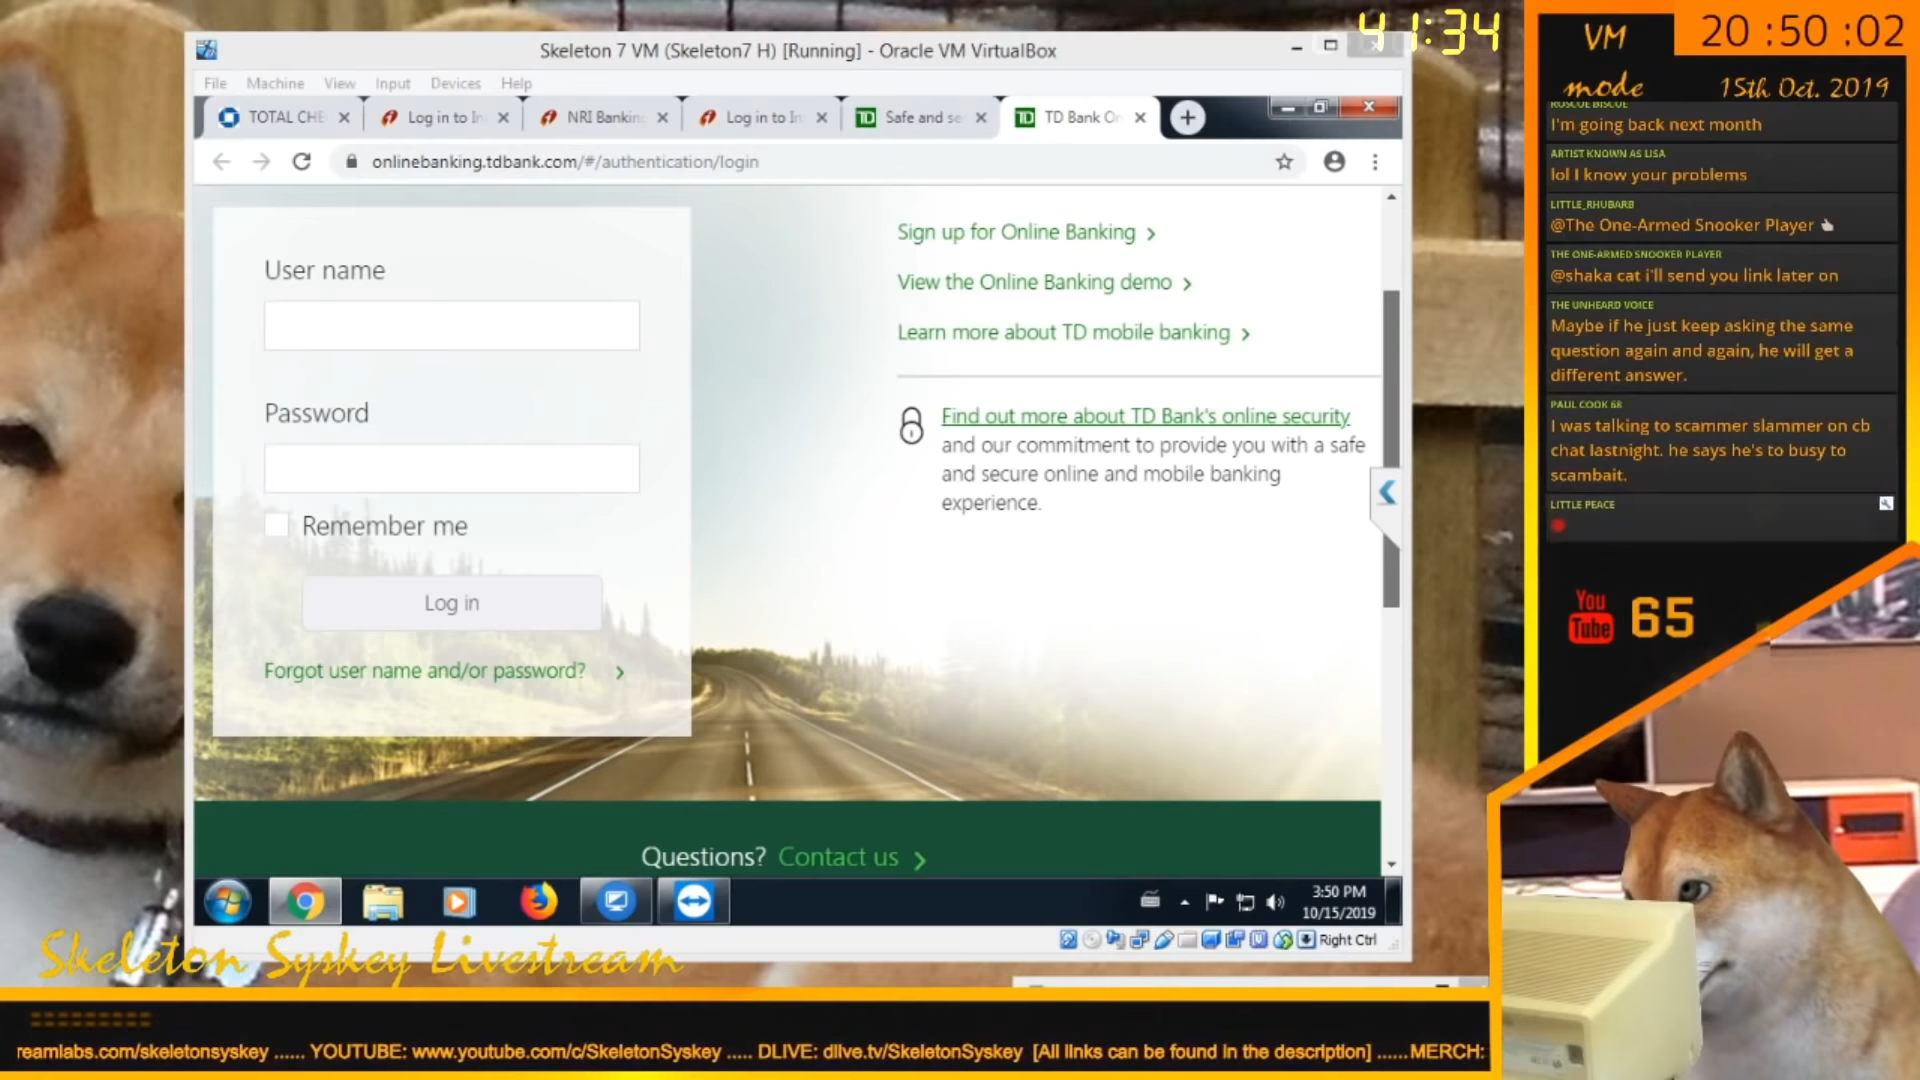 41:34
Skeleton 7 VM (Skeleton7 H) [Running] - Oracle VM VirtualBox
File Machine View Input Devices Help
TOTAL CHE
Log in to In
NRI Banking
Log in to In
TD Safe and se
TD TD Bank On
onlinebanking.tdbank.com/#/authentication/login
User name
Password
Remember me
Log in
Forgot user name and/or password?
Sign up for Online Banking
View the Online Banking demo
Learn more about TD mobile banking
Find out more about TD Bank's online security
and our commitment to provide you with a safe
and secure online and mobile banking
experience.
Questions? Contact us
3:50 PM
10/15/2019
Right Ctrl
Skeleton Syskey Livestream
VM
mode
20:50:02
15th Oct. 2019
ROSCOE BISCOE
I'm going back next month
ARTIST KNOWN AS LISA
lol I know your problems
LITTLE_RHUBARB
@The One-Armed Snooker Player
THE ONE-ARMED SNOOKER PLAYER
@shaka cat i'll send you link later on
THE UNHEARD VOICE
Maybe if he just keep asking the same
question again and again, he will get a
different answer.
PAUL COOK 68
I was talking to scammer slammer on cb
chat lastnight. he says he's to busy to
scambait.
LITTLE PEACE
You
Tube
65
reamlabs.com/skeletonsyskey ...... YOUTUBE: www.youtube.com/c/SkeletonSyskey ..... DLIVE: dlive.tv/SkeletonSyskey [All links can be found in the description] ...... MERCH: